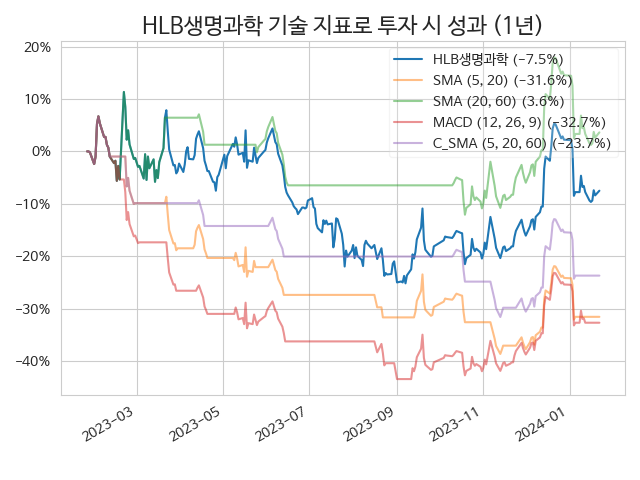 HLB생명과학 기술 지표로 투자 시 성과 (1년)
HLB생명과학 (−7.5%)
SMA (5, 20) (−31.6%)
SMA (20, 60) (3.6%)
MACD (12, 26, 9) (−32.7%)
C_SMA (5, 20, 60) (−23.7%)
20%
10%
0%
−10%
−20%
−30%
−40%
2023−03
2023−05
2023−07
2023−09
2023−11
2024−01